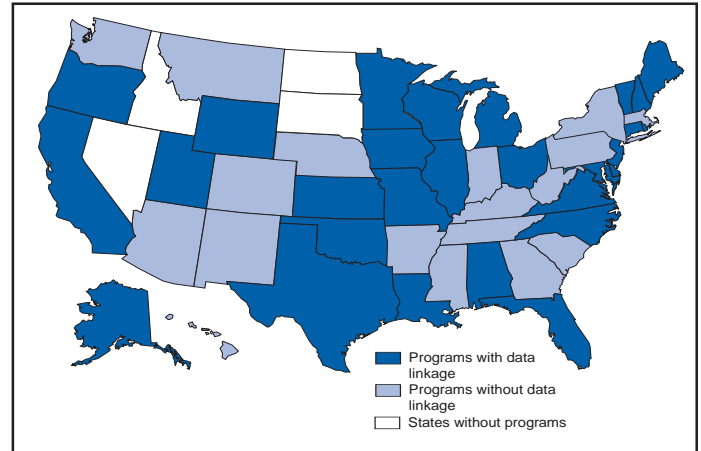 Programs with data
linkage
Programs without data
linkage
States without programs